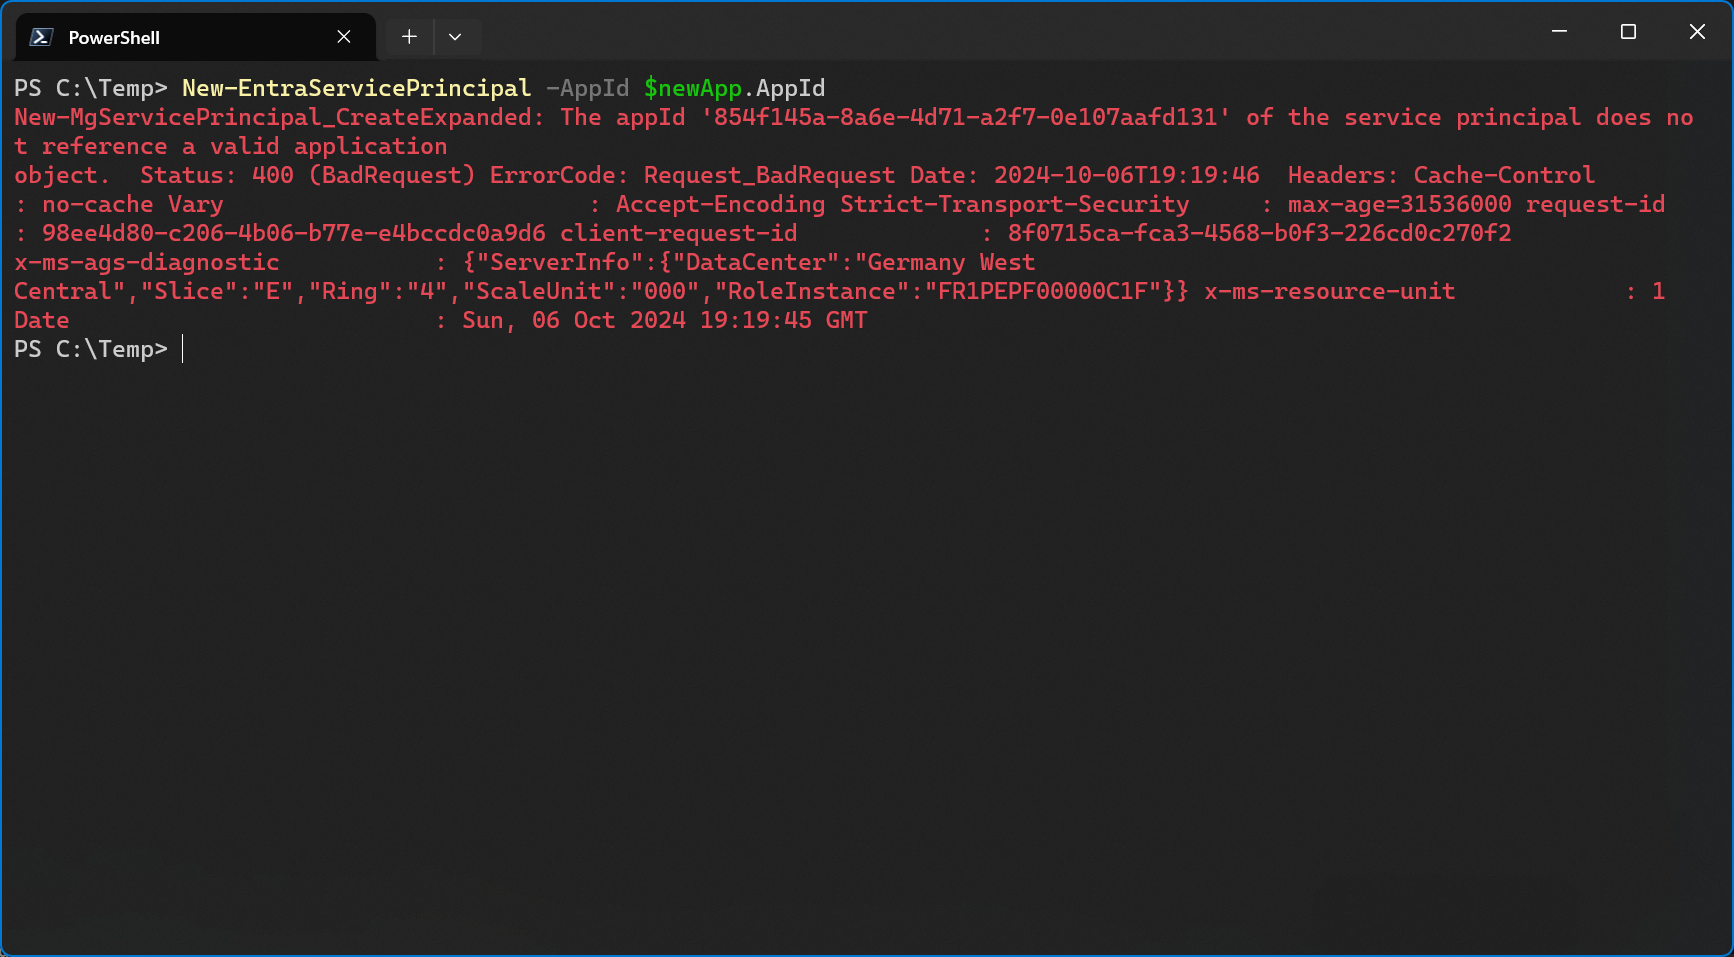 PowerShell
PS C:\Temp> New-EntraServicePrincipal -AppId $newApp.AppId
New-MgServicePrincipal_CreateExpanded: The appId '854f145a-8a6e-4d71-a2f7-0e107aafd131' of the service principal does no
t reference a valid application
object.  Status: 400 (BadRequest) ErrorCode: Request_BadRequest Date: 2024-10-06T19:19:46  Headers: Cache-Control
: no-cache Vary                          : Accept-Encoding Strict-Transport-Security     : max-age=31536000 request-id
: 98ee4d80-c206-4b06-b77e-e4bccdc0a9d6 client-request-id             : 8f0715ca-fca3-4568-b0f3-226cd0c270f2
x-ms-ags-diagnostic           : {"ServerInfo":{"DataCenter":"Germany West
Central","Slice":"E","Ring":"4","ScaleUnit":"000","RoleInstance":"FR1PEPF00000C1F"}} x-ms-resource-unit            : 1
Date                          : Sun, 06 Oct 2024 19:19:45 GMT
PS C:\Temp>